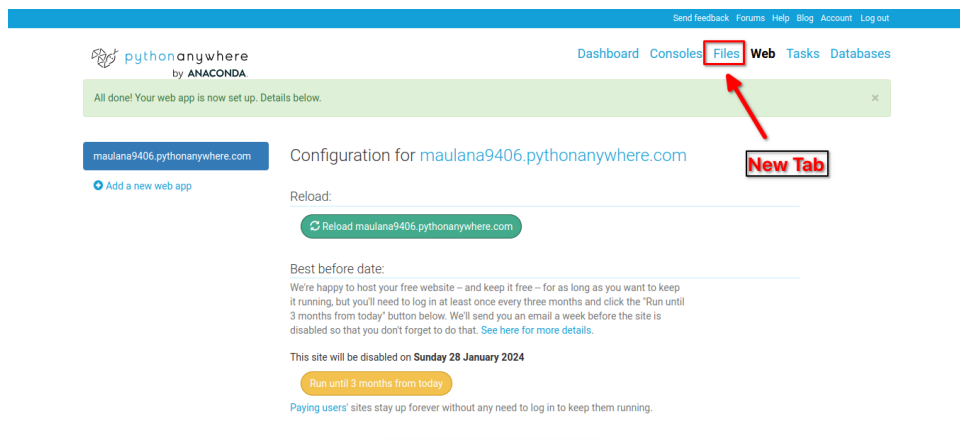 Send feedback Forums Help Blog Account Log out
pythonanywhere
by ANACONDA.
Dashboard Consoles Files Web Tasks Databases
All done! Your web app is now set up. Details below. ×
maulana9406.pythonanywhere.com
Add a new web app
Configuration for maulana9406.pythonanywhere.com
New Tab
Reload:
Reload maulana9406.pythonanywhere.com
Best before date:
We're happy to host your free website – and keep it free – for as long as you want to keep
it running, but you'll need to log in at least once every three months and click the "Run until
3 months from today" button below. We'll send you an email a week before the site is
disabled so that you don't forget to do that. See here for more details.
This site will be disabled on Sunday 28 January 2024
Run until 3 months from today
Paying users' sites stay up forever without any need to log in to keep them running.